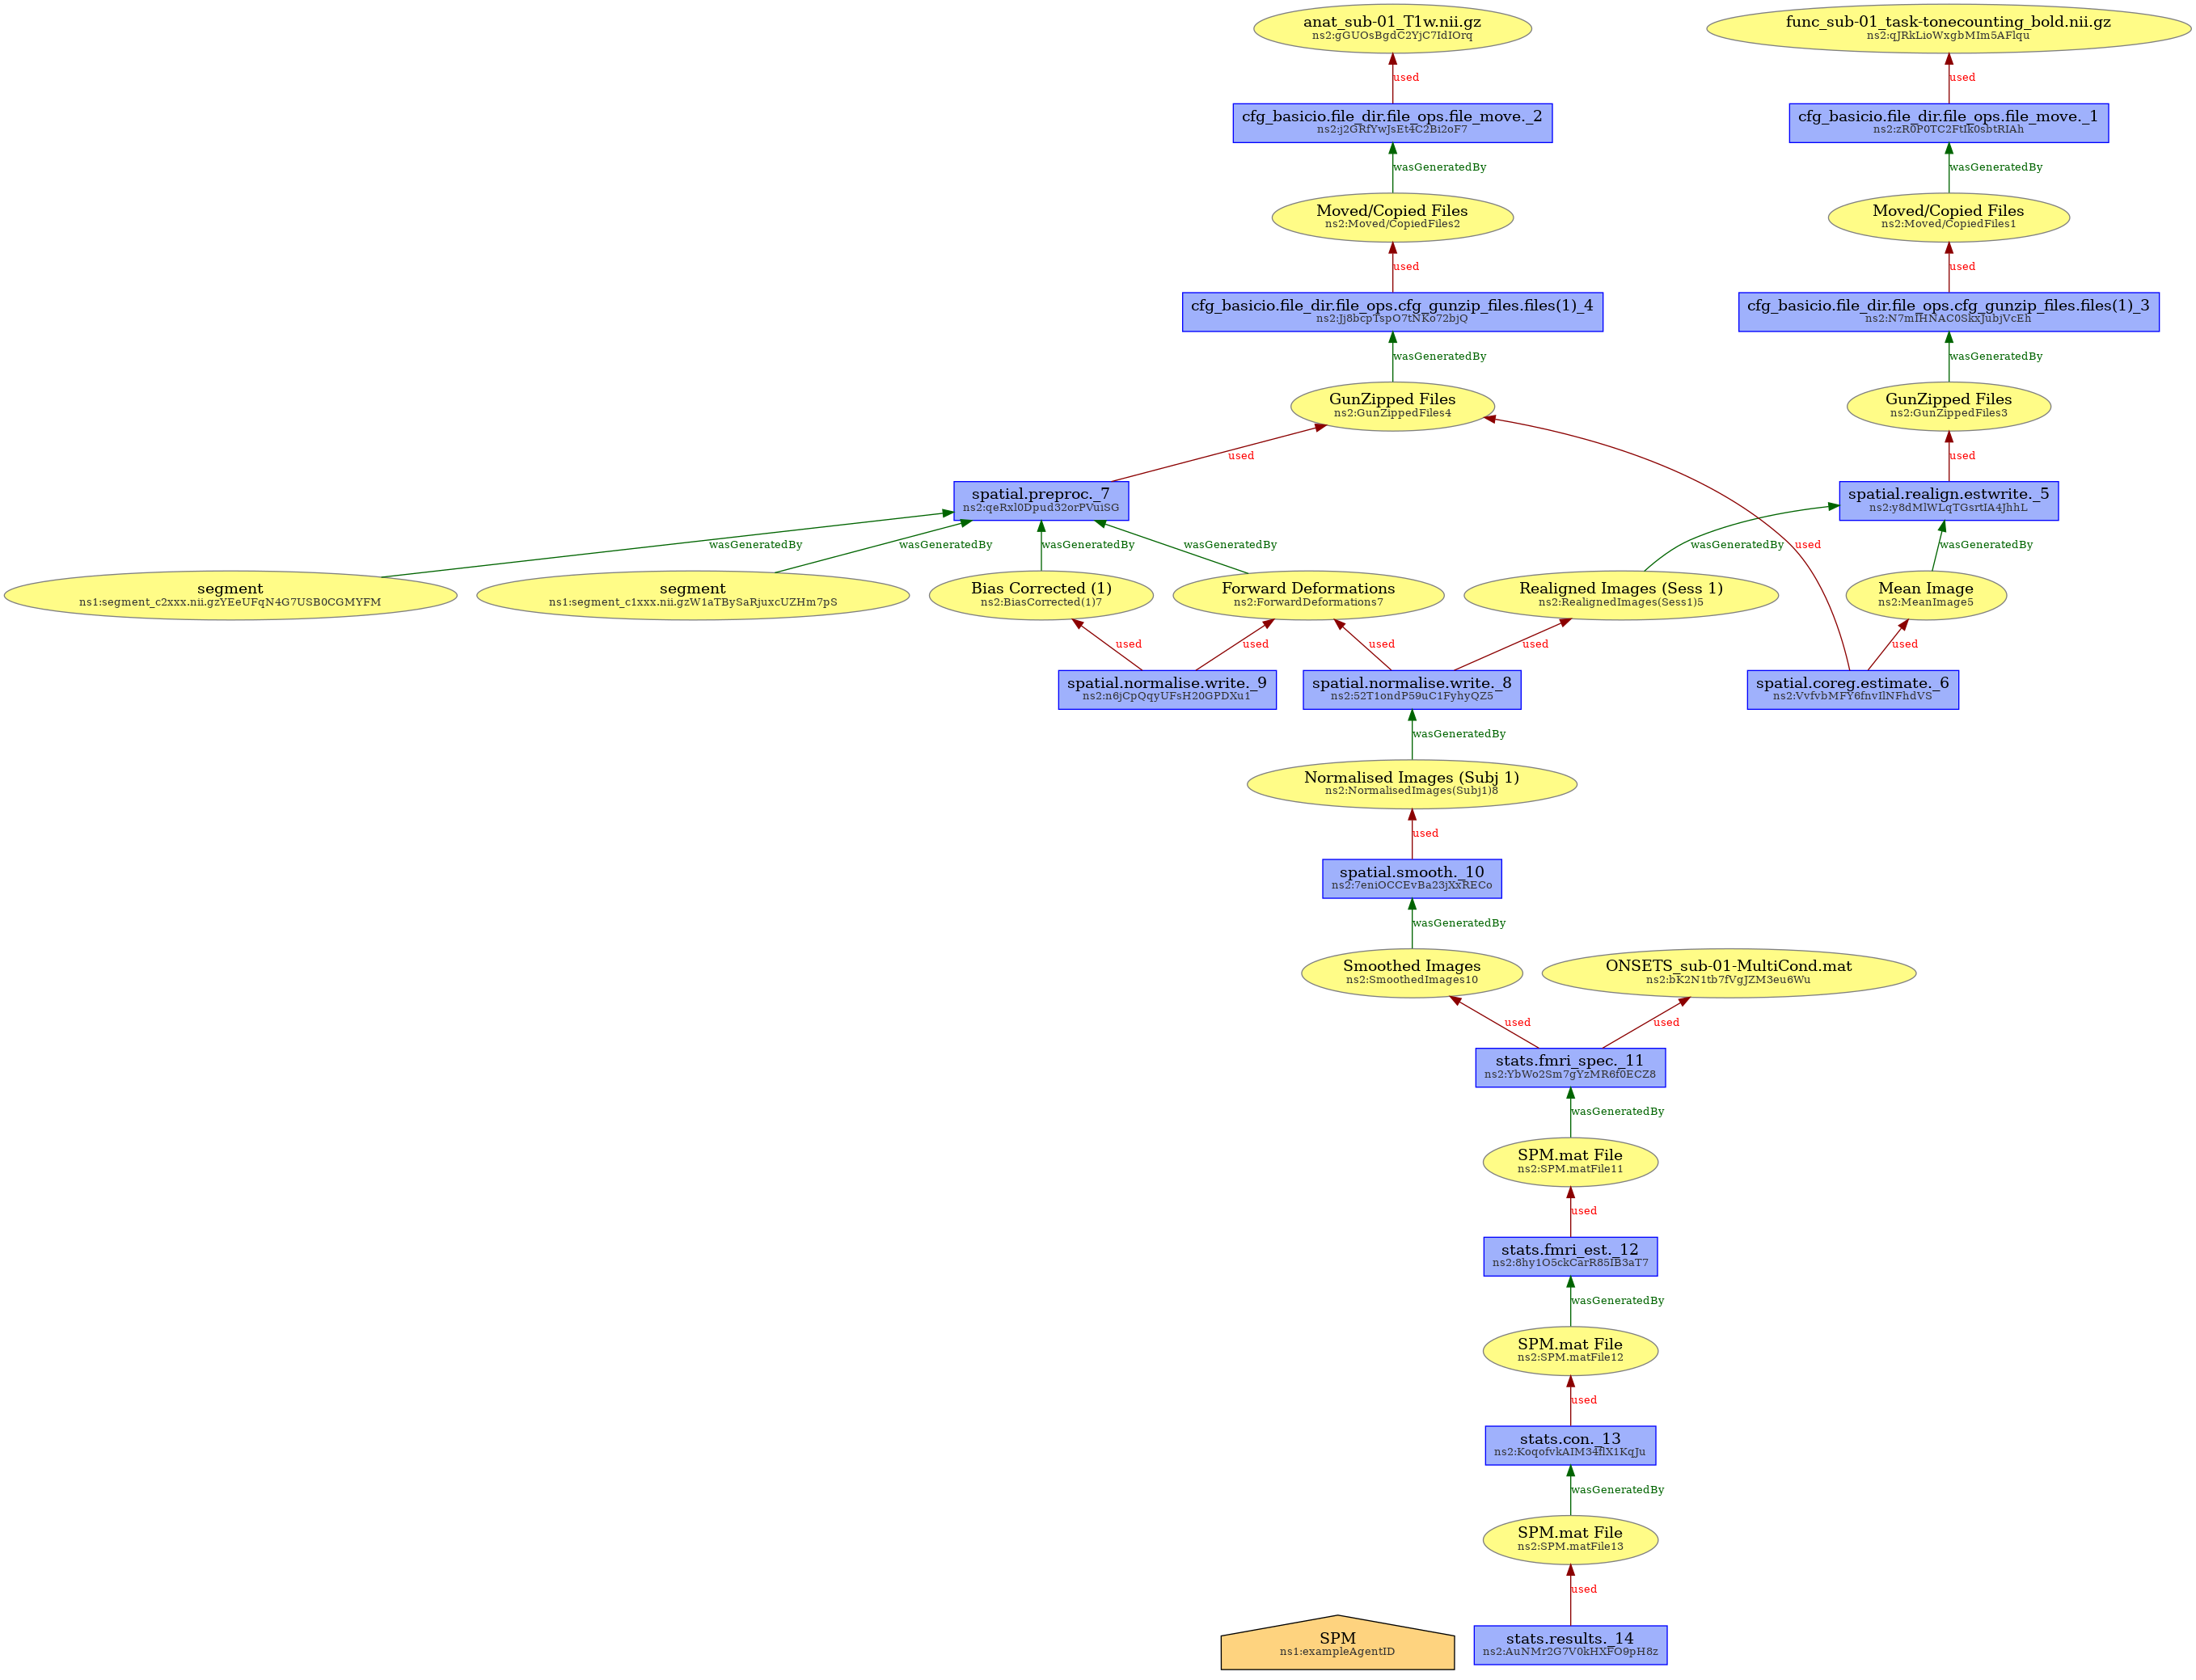 anat_sub-01_T1w.nii.gz
ns2:gGUOsBgdC2YjC7IdIOrq
func_sub-01_task-tonecounting_bold.nii.gz
ns2:qJRkLioWxgbMIm5AFlqu
used
used
cfg_basicio.file_dir.file_ops.file_move._2
ns2:j2GRfYwJsEt4C2Bi2oF7
cfg_basicio.file_dir.file_ops.file_move._1
ns2:zR0P0TC2FtIk0sbtRIAh
wasGeneratedBy
wasGeneratedBy
Moved/Copied Files
ns2:Moved/CopiedFiles2
Moved/Copied Files
ns2:Moved/CopiedFiles1
used
used
cfg_basicio.file_dir.file_ops.cfg_gunzip_files.files(1)_4
ns2:Jj8bcpTspO7tNKo72bjQ
cfg_basicio.file_dir.file_ops.cfg_gunzip_files.files(1)_3
ns2:N7mIHNAC0SkxJubjVcEh
wasGeneratedBy
wasGeneratedBy
GunZipped Files
ns2:GunZippedFiles4
GunZipped Files
ns2:GunZippedFiles3
used
used
spatial.preproc._7
ns2:qeRxl0Dpud32orPVuiSG
spatial.realign.estwrite._5
ns2:y8dMlWLqTGsrtIA4JhhL
wasGeneratedBy
wasGeneratedBy
wasGeneratedBy
wasGeneratedBy
wasGeneratedBy
used
wasGeneratedBy
segment
ns1:segment_c2xxx.nii.gzYEeUFqN4G7USB0CGMYFM
segment
ns1:segment_c1xxx.nii.gzW1aTBySaRjuxcUZHm7pS
Bias Corrected (1)
ns2:BiasCorrected(1)7
Forward Deformations
ns2:ForwardDeformations7
Realigned Images (Sess 1)
ns2:RealignedImages(Sess1)5
Mean Image
ns2:MeanImage5
used
used
used
used
used
spatial.normalise.write._9
ns2:n6jCpQqyUFsH20GPDXu1
spatial.normalise.write._8
ns2:52T1ondP59uC1FyhyQZ5
spatial.coreg.estimate._6
ns2:VvfvbMFY6fnvIlNFhdVS
wasGeneratedBy
Normalised Images (Subj 1)
ns2:NormalisedImages(Subj1)8
used
spatial.smooth._10
ns2:7eniOCCEvBa23jXxRECo
wasGeneratedBy
Smoothed Images
ns2:SmoothedImages10
ONSETS_sub-01-MultiCond.mat
ns2:bK2N1tb7fVgJZM3eu6Wu
used
used
stats.fmri_spec._11
ns2:YbWo2Sm7gYzMR6f0ECZ8
wasGeneratedBy
SPM.mat File
ns2:SPM.matFile11
used
stats.fmri_est._12
ns2:8hy1O5ckCarR85IB3aT7
wasGeneratedBy
SPM.mat File
ns2:SPM.matFile12
used
stats.con._13
ns2:KoqofvkAIM34flX1KqJu
wasGeneratedBy
SPM.mat File
ns2:SPM.matFile13
used
SPM
ns1:exampleAgentID
stats.results._14
ns2:AuNMr2G7V0kHXFO9pH8z